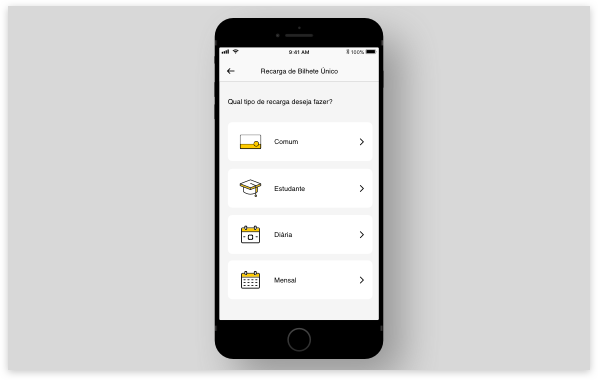 9:41 AM
100%
Recarga de Bilhete Único
Qual tipo de recarga deseja fazer?
Comum
Estudante
Diária
Mensal